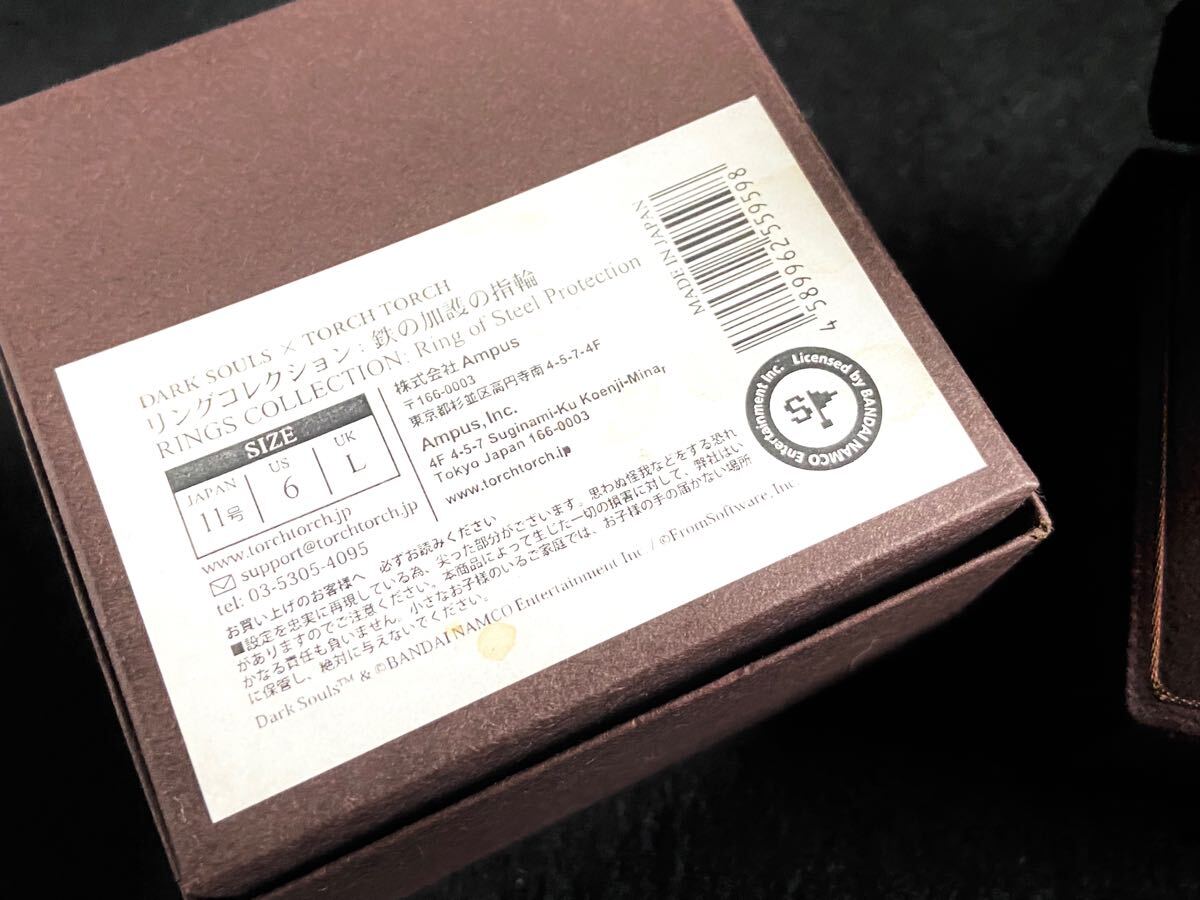 DARK SOULS × TORCH TORCH
リングコレクション : 鉄の加護の指輪
RINGS COLLECTION: Ring of Steel Protection
SIZE
JAPAN US UK
11号 6 L
www.torchtorch.jp
support@torchtorch.jp
tel: 03-5305-4095
株式会社 Ampus
〒166-0003
東京都杉並区高円寺南4-5-7-4F
Ampus, Inc.
4F 4-5-7 Suginami-Ku Koenji-Mina,
Tokyo Japan 166-0003
www.torchtorch.jp
MADE IN JAPAN
4589962559598
Licensed by BANDAI NAMCO Entertainment Inc.
お買い上げのお客様へ 必ずお読みください
■設定を忠実に再現している為、尖った部分がございます。思わぬ怪我などをする恐れ
がありますのでご注意ください。本商品によって生じた一切の損害に対して、弊社はい
かなる責任も負いません。小さなお子様のいるご家庭では、お子様の手の届かない場所
に保管し、絶対に与えないでください。
Dark Souls™ & ©BANDAI NAMCO Entertainment Inc. / ©FromSoftware, Inc.